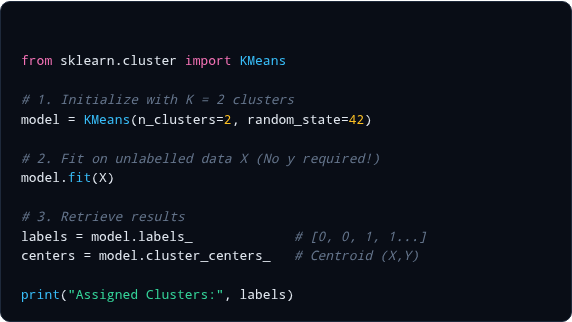 from sklearn.cluster import KMeans
# 1. Initialize with K = 2 clusters
model = KMeans(n_clusters=2, random_state=42)
# 2. Fit on unlabelled data X (No y required!)
model.fit(X)
# 3. Retrieve results
labels = model.labels_             # [0, 0, 1, 1...]
centers = model.cluster_centers_   # Centroid (X,Y)
print("Assigned Clusters:", labels)